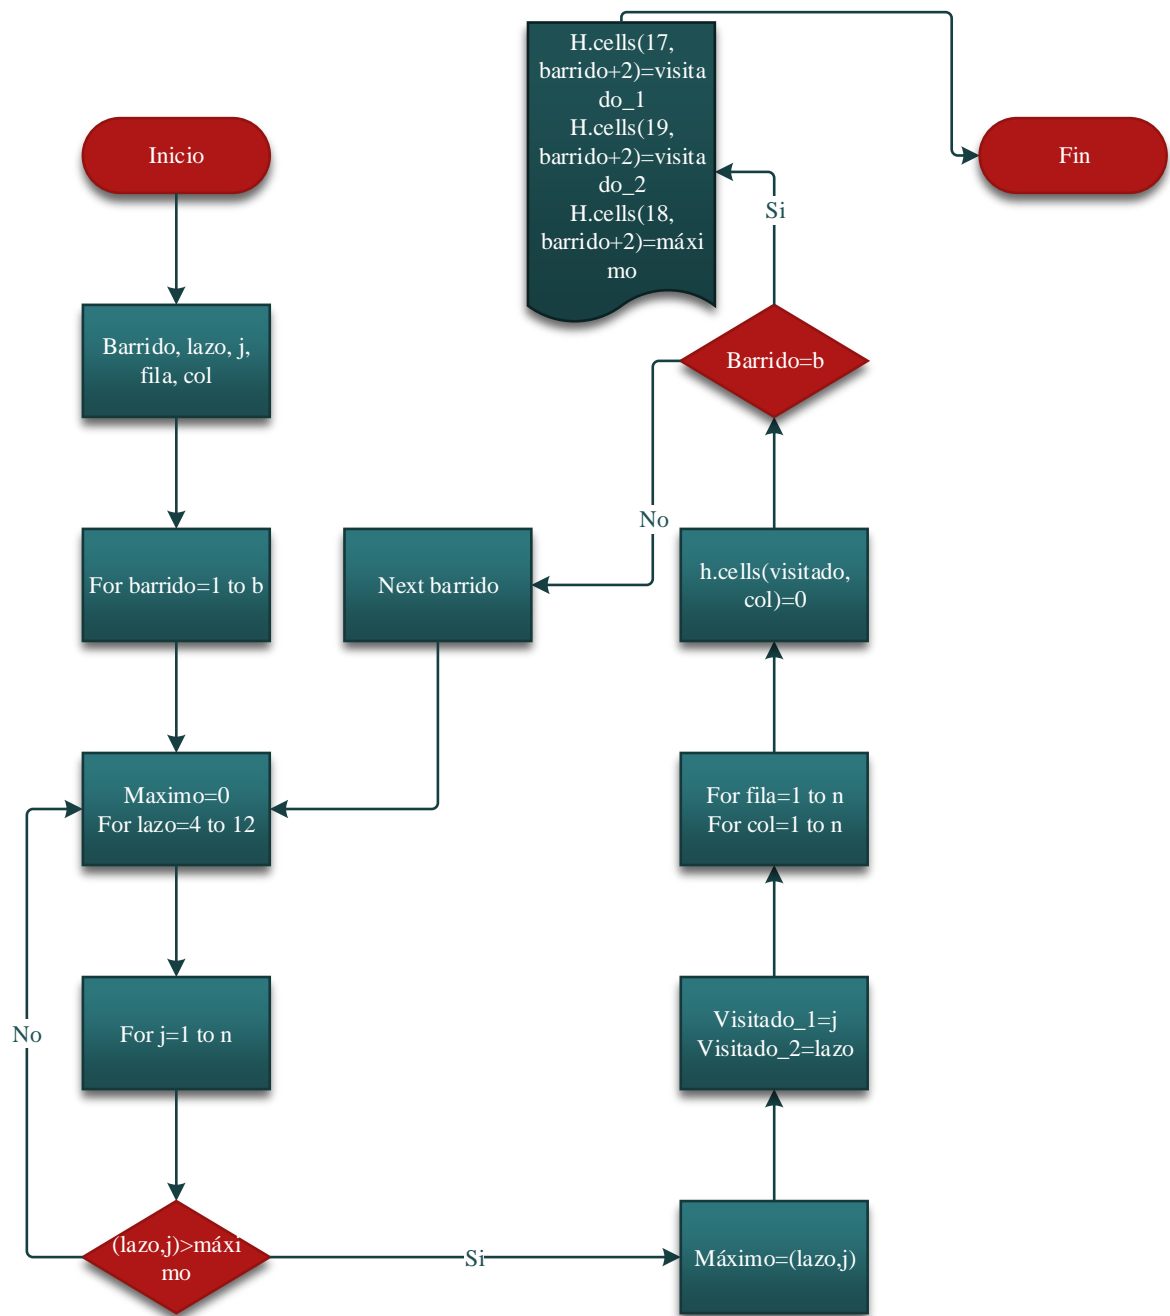 Inicio
Barrido, lazo, j,
fila, col
For barrido=1 to b
Maximo=0
For lazo=4 to 12
For j=1 to n
No
(lazo,j)>máxi
mo
Si
Máximo=(lazo,j)
Visitado_1=j
Visitado_2=lazo
For fila=1 to n
For col=1 to n
h.cells(visitado,
col)=0
Barrido=b
No
Next barrido
Si
H.cells(17,
barrido+2)=visita
do_1
H.cells(19,
barrido+2)=visita
do_2
H.cells(18,
barrido+2)=máxi
mo
Fin